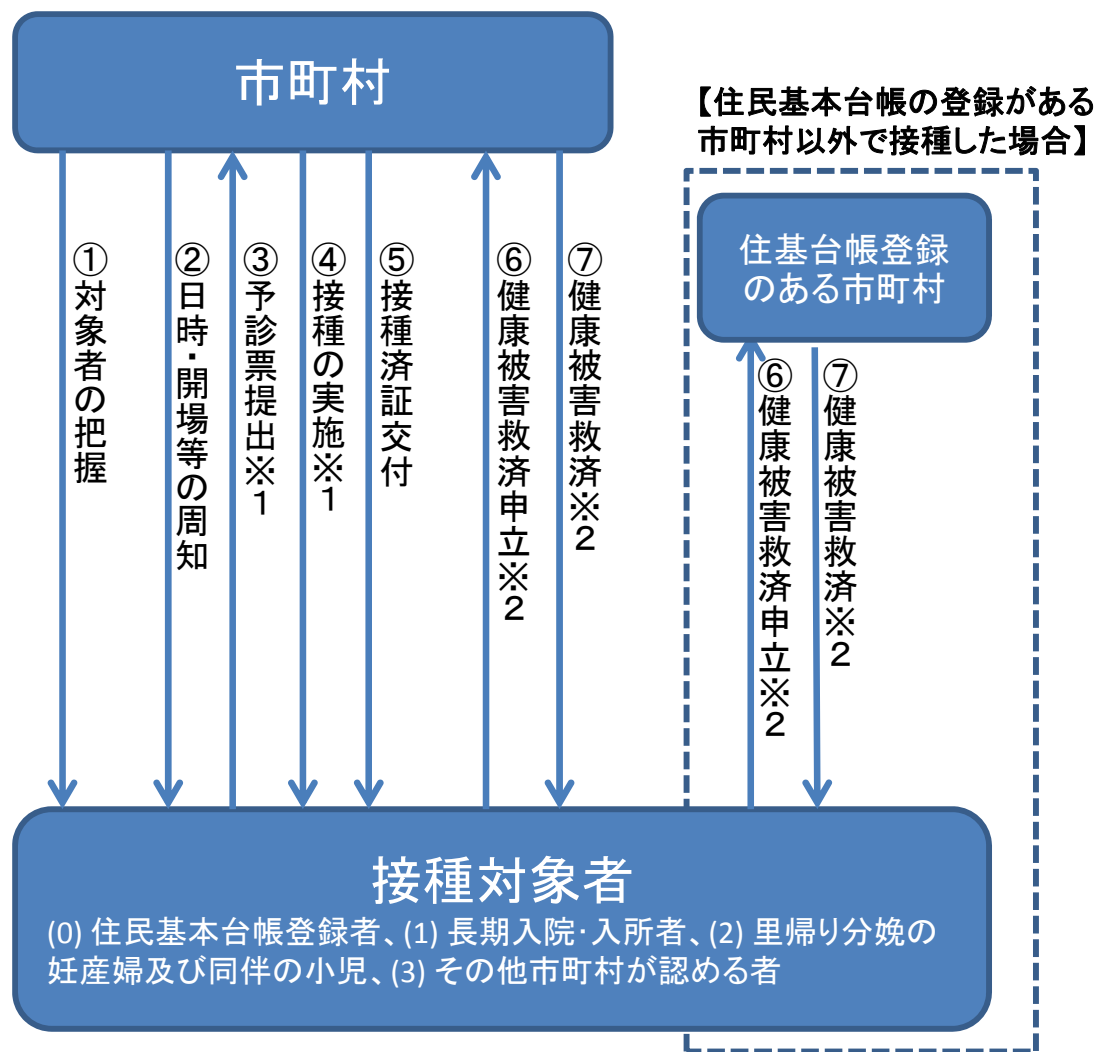 市町村
【住民基本台帳の登録がある
市町村以外で接種した場合】
住基台帳登録
のある市町村
①対象者の把握
②日時・開場等の周知
③予診票提出※１
④接種の実施※１
⑤接種済証交付
⑥健康被害救済申立※２
⑦健康被害救済※２
⑥健康被害救済申立※２
⑦健康被害救済※２
接種対象者
(0) 住民基本台帳登録者、(1) 長期入院・入所者、(2) 里帰り分娩の
妊産婦及び同伴の小児、(3) その他市町村が認める者